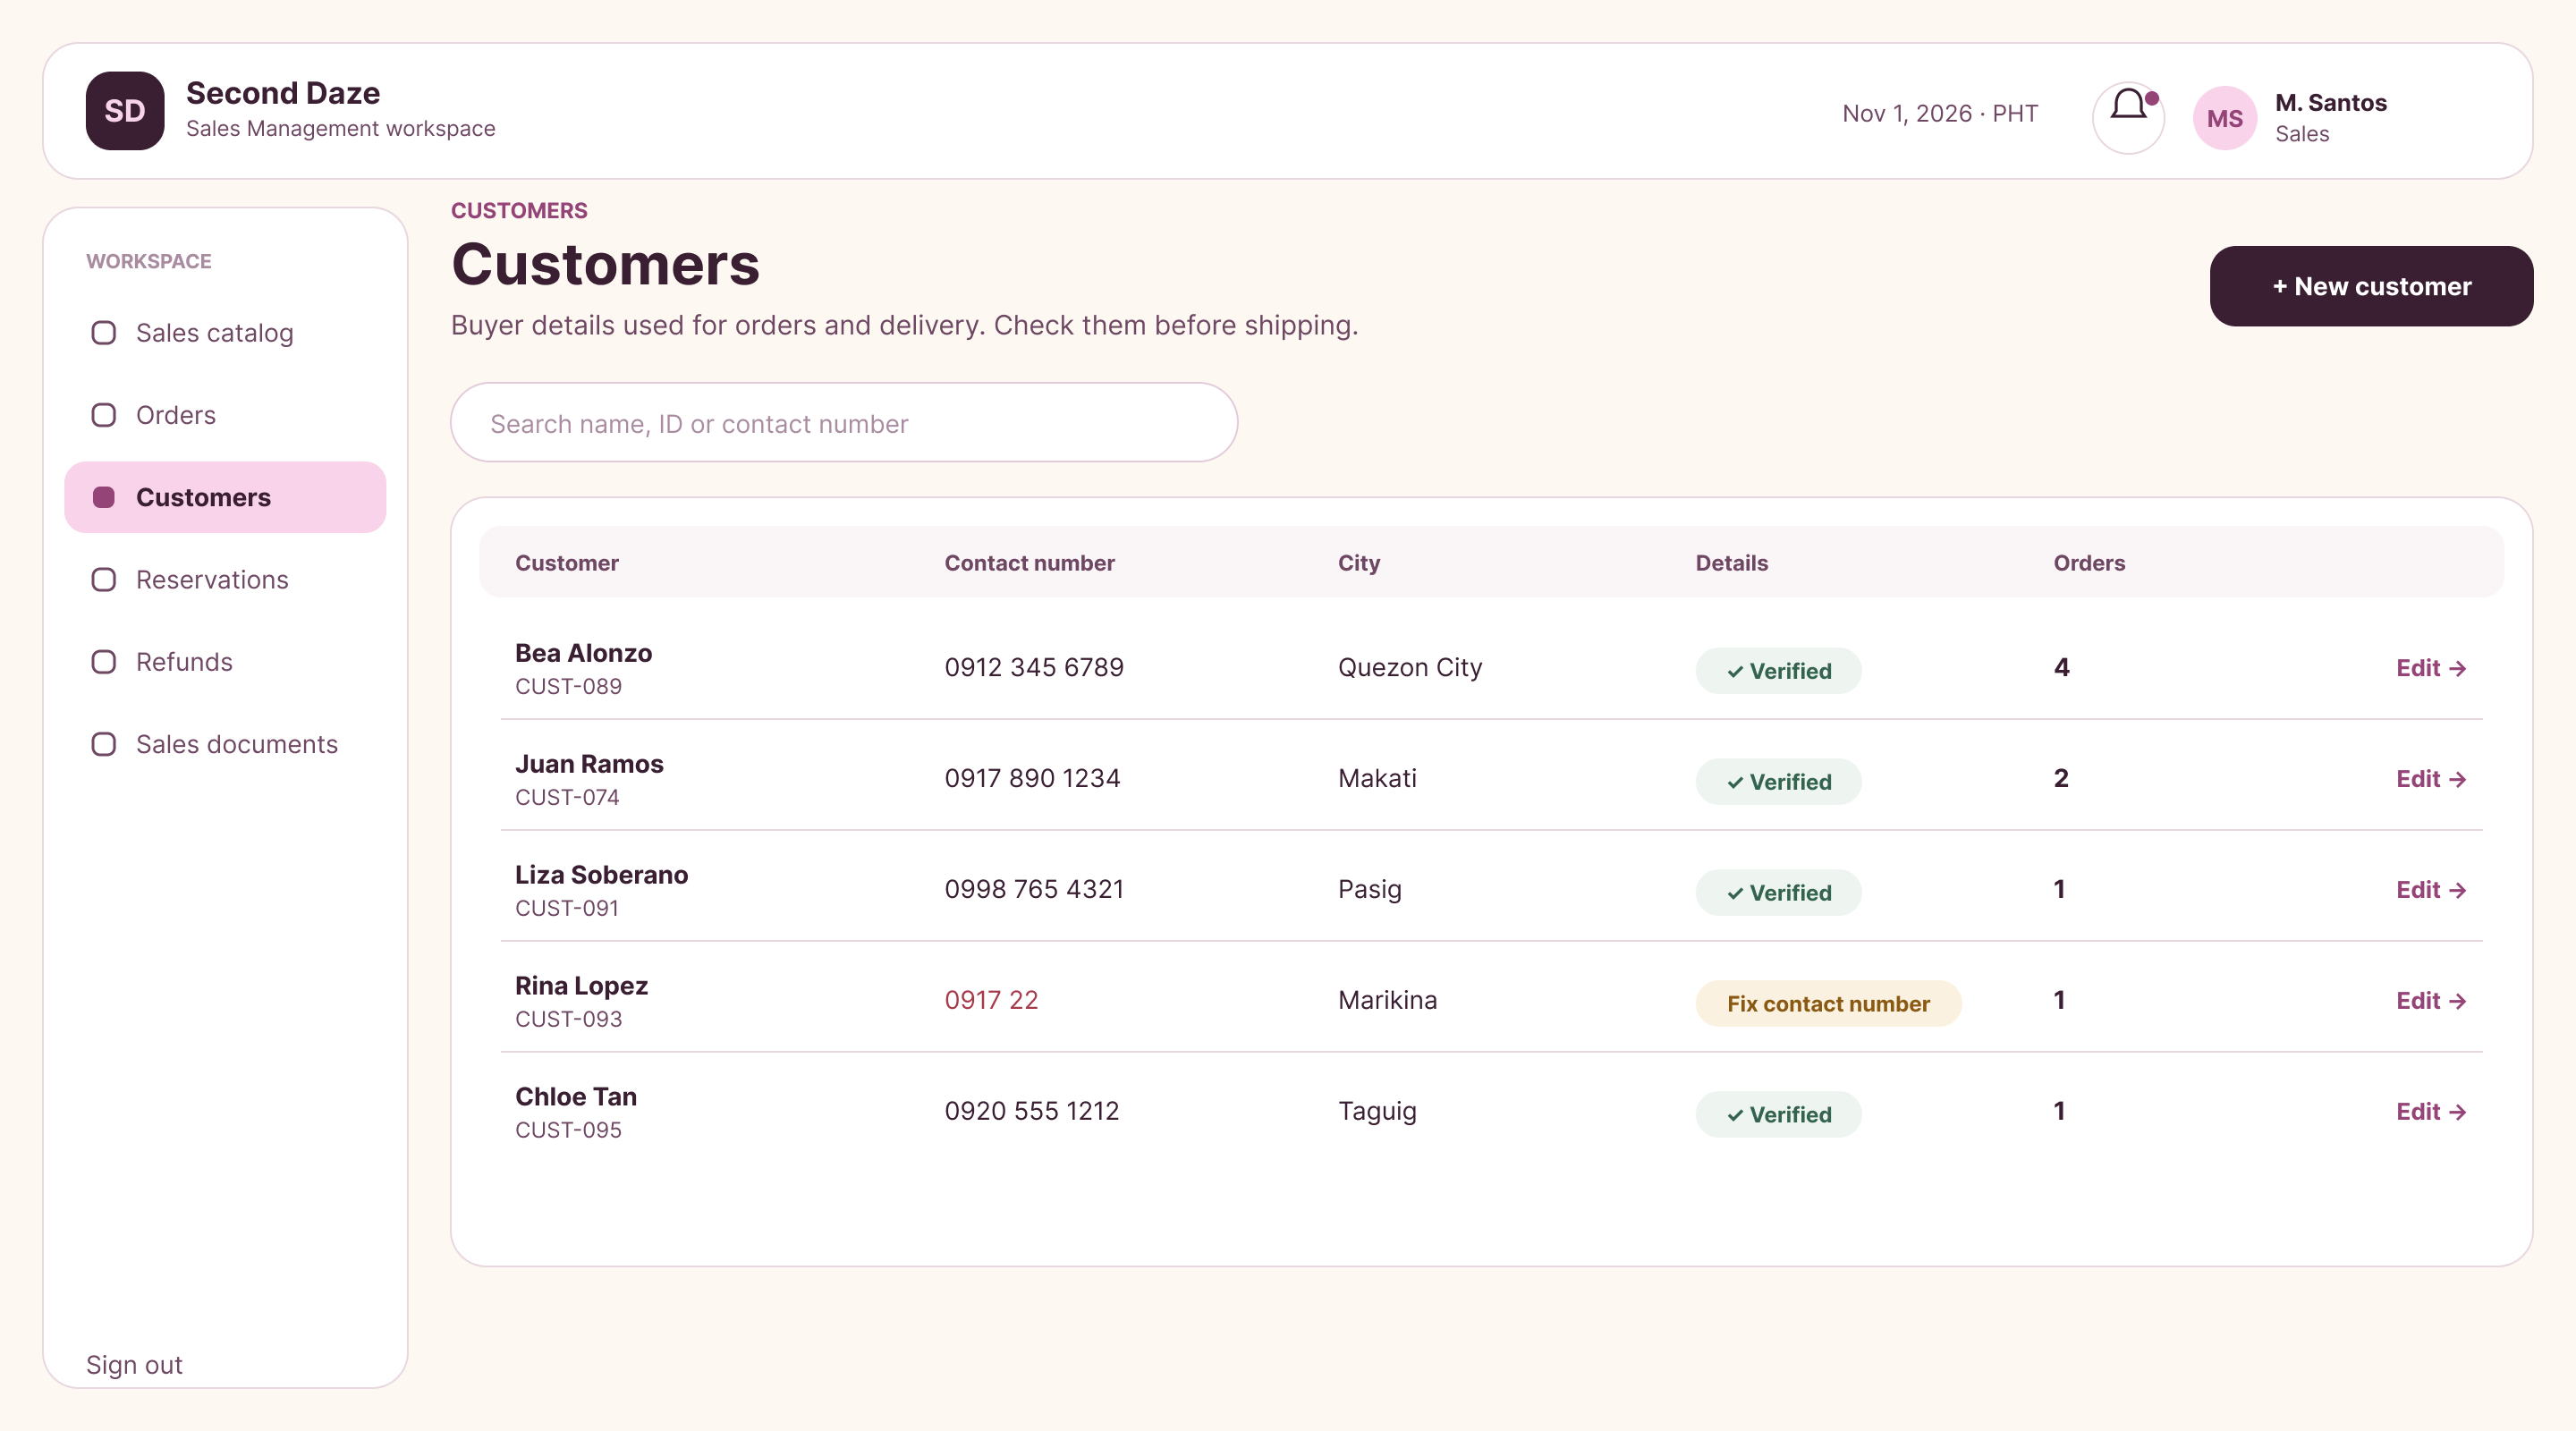 SD
Second Daze
Sales Management workspace
Nov 1, 2026 · PHT
MS
M. Santos
Sales
WORKSPACE
Sales catalog
Orders
Customers
Reservations
Refunds
Sales documents
Sign out
CUSTOMERS
Customers
Buyer details used for orders and delivery. Check them before shipping.
+ New customer
Search name, ID or contact number
Customer Contact number City Details Orders
Bea Alonzo
CUST-089
0912 345 6789 Quezon City ✓ Verified 4 Edit →
Juan Ramos
CUST-074
0917 890 1234 Makati ✓ Verified 2 Edit →
Liza Soberano
CUST-091
0998 765 4321 Pasig ✓ Verified 1 Edit →
Rina Lopez
CUST-093
0917 22 Marikina Fix contact number 1 Edit →
Chloe Tan
CUST-095
0920 555 1212 Taguig ✓ Verified 1 Edit →